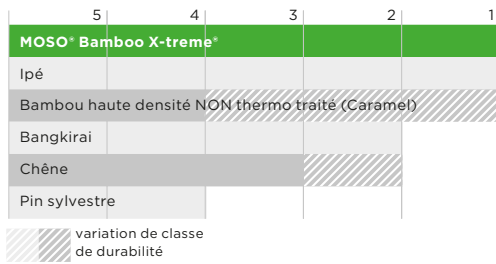 5 4 3 2 1
MOSO® Bamboo X-treme®
Ipé
Bambou haute densité NON thermo traité (Caramel)
Bangkirai
Chêne
Pin sylvestre
variation de classe
de durabilité